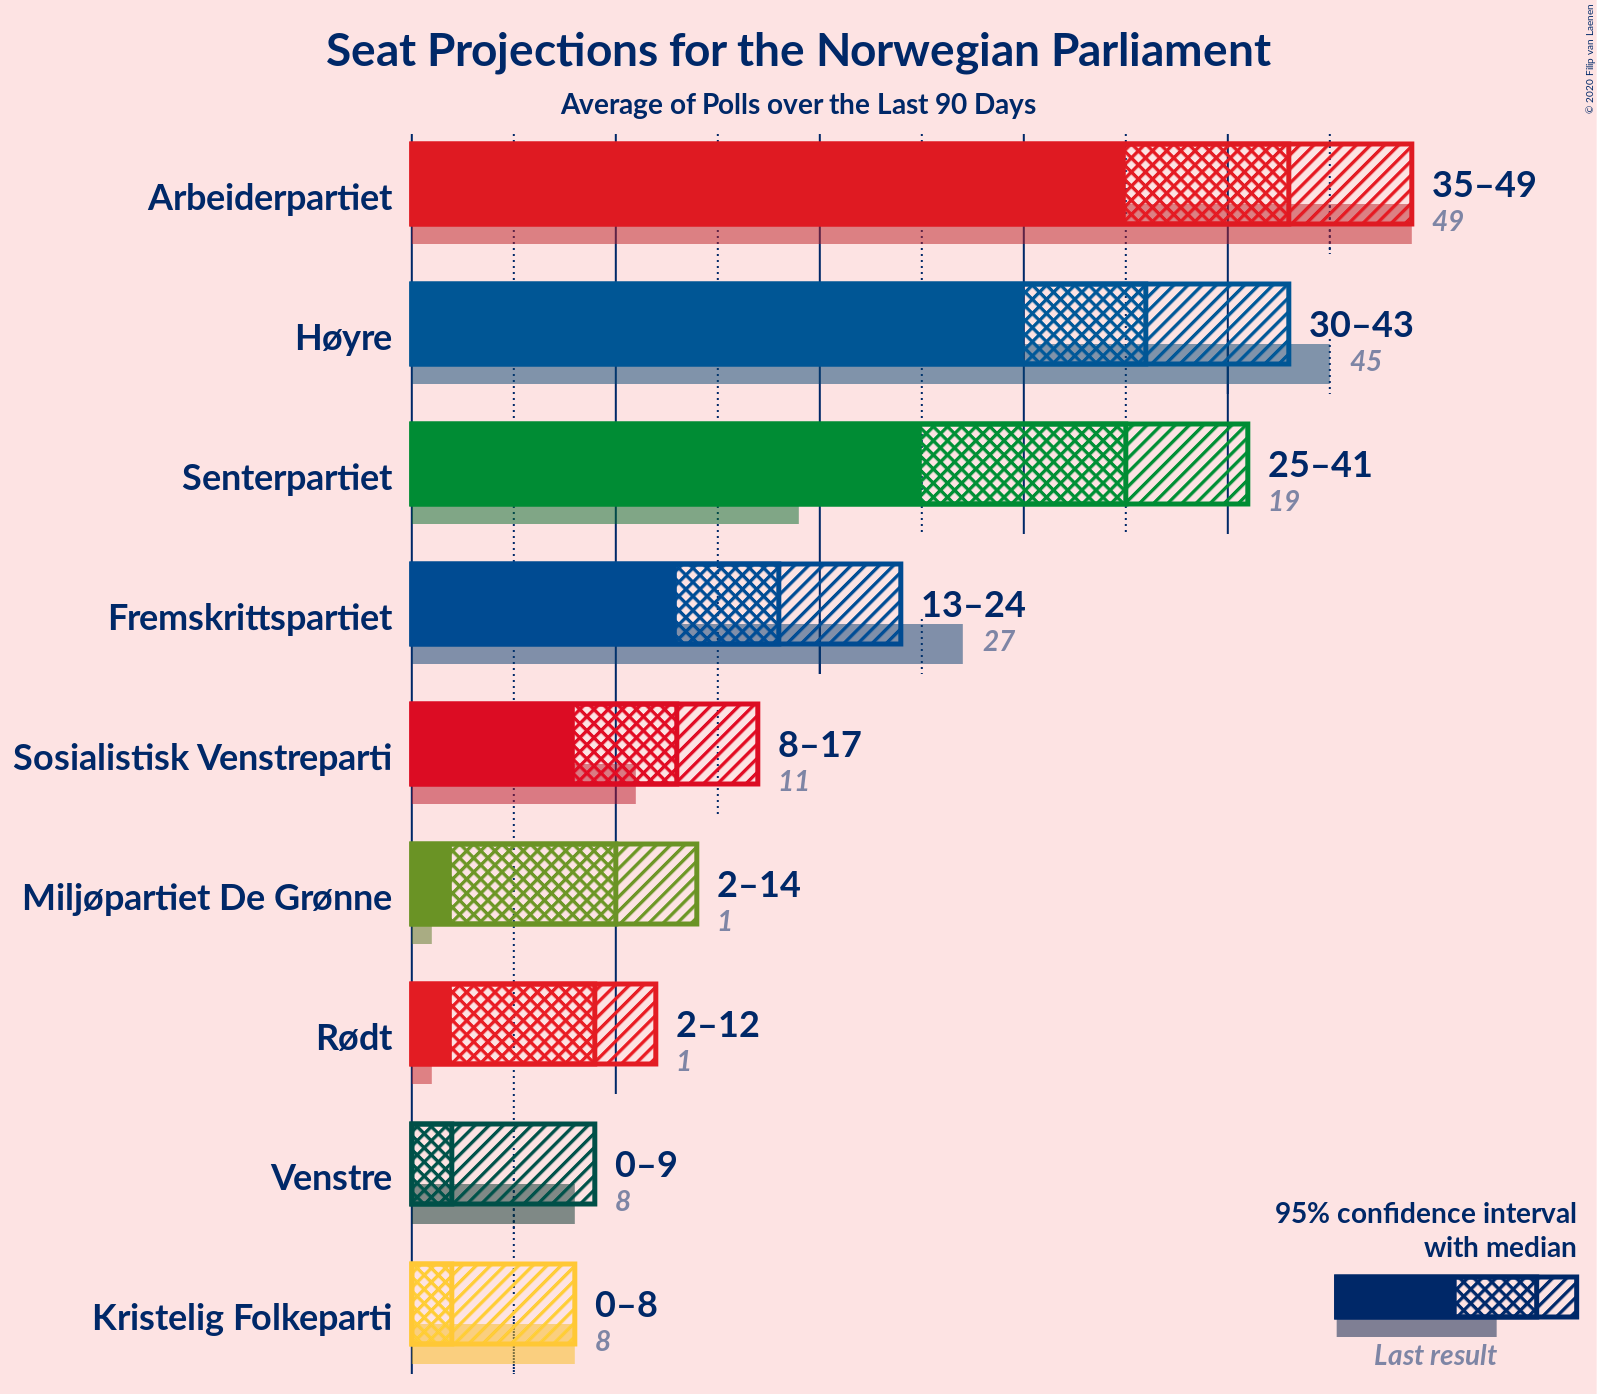 Seat Projections for the Norwegian Parliament
Average of Polls over the Last 90 Days
© 2020 Filip van Laenen
Arbeiderpartiet
35–49
49
Høyre
30–43
45
Senterpartiet
25–41
19
Fremskrittspartiet
13–24
27
Sosialistisk Venstreparti
8–17
11
Miljøpartiet De Grønne
2–14
1
Rødt
2–12
1
Venstre
0–9
8
Kristelig Folkeparti
0–8
8
95% confidence interval
with median
Last result